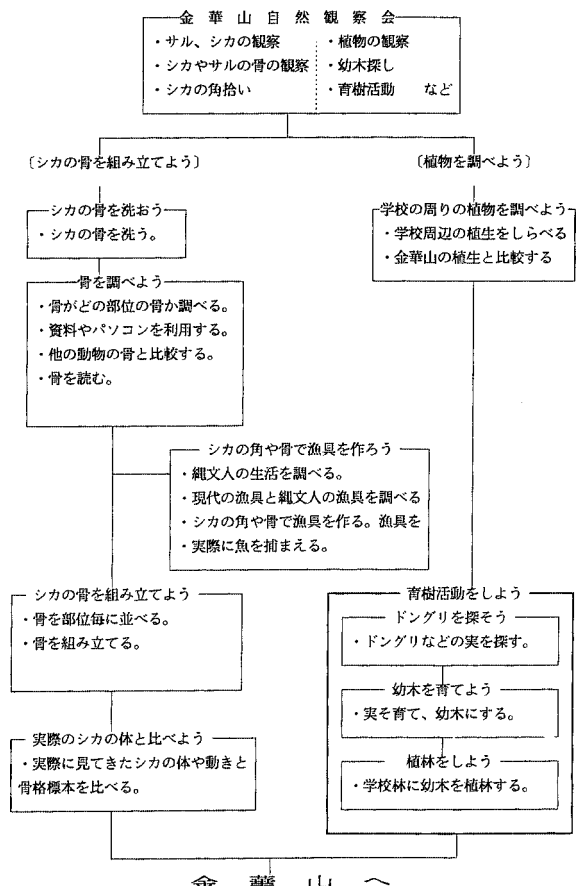 金華山自然観察会
・サル、シカの観察
・シカやサルの骨の観察
・シカの角拾い
・植物の観察
・幼木探し
・育樹活動　など
〔シカの骨を組み立てよう〕
シカの骨を洗おう
・シカの骨を洗う。
骨を調べよう
・骨がどの部位の骨か調べる。
・資料やパソコンを利用する。
・他の動物の骨と比較する。
・骨を読む。
シカの角や骨で漁具を作ろう
・縄文人の生活を調べる。
・現代の漁具と縄文人の漁具を調べる
・シカの角や骨で漁具を作る。漁具を
・実際に魚を捕まえる。
シカの骨を組み立てよう
・骨を部位毎に並べる。
・骨を組み立てる。
実際のシカの体と比べよう
・実際に見てきたシカの体や動きと
骨格標本を比べる。
〔植物を調べよう〕
学校の周りの植物を調べよう
・学校周辺の植生をしらべる
・金華山の植生と比較する
育樹活動をしよう
ドングリを探そう
・ドングリなどの実を探す。
幼木を育てよう
・実そ育て、幼木にする。
植林をしよう
・学校林に幼木を植林する。
金華山へ